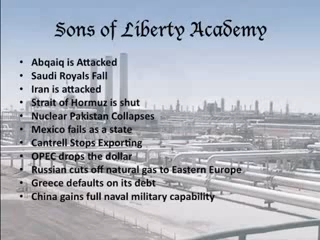 Sons of Liberty Academy
• Abqaiq is Attacked
• Saudi Royals Fall
• Iran is attacked
• Strait of Hormuz is shut
• Nuclear Pakistan Collapses
• Mexico fails as a state
• Cantrell Stops Exporting
• OPEC drops the dollar
• Russian cuts off natural gas to Eastern Europe
• Greece defaults on its debt
• China gains full naval military capability